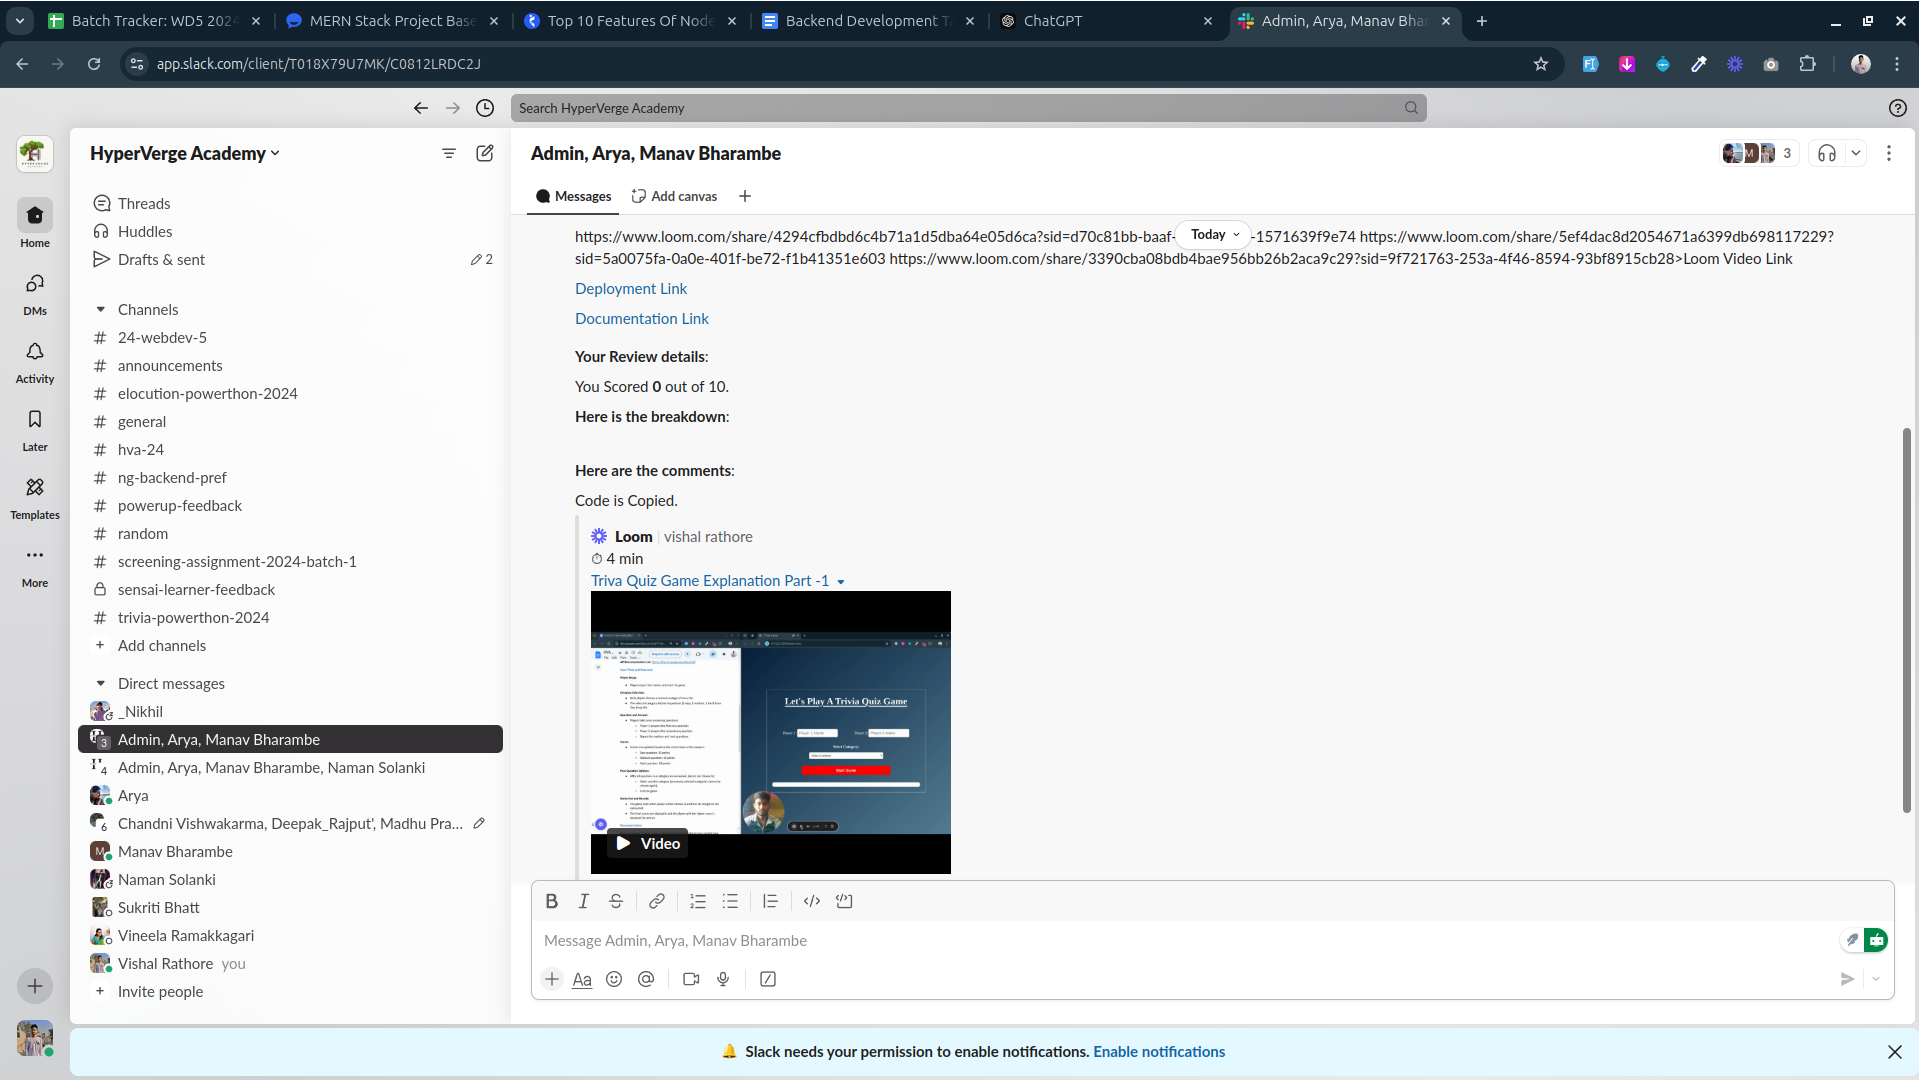 Batch Tracker: WD5 2024
MERN Stack Project Base
Top 10 Features Of Node
Backend Development T
ChatGPT
Admin, Arya, Manav Bhar
app.slack.com/client/T018X79U7MK/C0812LRDC2J
Search HyperVerge Academy
HyperVerge Academy
Home
DMs
Activity
Later
Templates
More
Threads
Huddles
Drafts & sent
2
Channels
# 24-webdev-5
# announcements
# elocution-powerthon-2024
# general
# hva-24
# ng-backend-pref
# powerup-feedback
# random
# screening-assignment-2024-batch-1
sensai-learner-feedback
# trivia-powerthon-2024
+ Add channels
Direct messages
_Nikhil
3 Admin, Arya, Manav Bharambe
4 Admin, Arya, Manav Bharambe, Naman Solanki
Arya
6 Chandni Vishwakarma, Deepak_Rajput', Madhu Pra...
M Manav Bharambe
Naman Solanki
Sukriti Bhatt
Vineela Ramakkagari
Vishal Rathore you
+ Invite people
Admin, Arya, Manav Bharambe
M 3
Messages
Add canvas
Today
https://www.loom.com/share/4294cfbdbd6c4b71a1d5dba64e05d6ca?sid=d70c81bb-baaf- -1571639f9e74 https://www.loom.com/share/5ef4dac8d2054671a6399db698117229?
sid=5a0075fa-0a0e-401f-be72-f1b41351e603 https://www.loom.com/share/3390cba08bdb4bae956bb26b2aca9c29?sid=9f721763-253a-4f46-8594-93bf8915cb28>Loom Video Link
Deployment Link
Documentation Link
Your Review details:
You Scored 0 out of 10.
Here is the breakdown:
Here are the comments:
Code is Copied.
Loom vishal rathore
4 min
Triva Quiz Game Explanation Part -1
Let's Play A Trivia Quiz Game
Select Category
Start Game
Video
Message Admin, Arya, Manav Bharambe
Aa
Slack needs your permission to enable notifications. Enable notifications